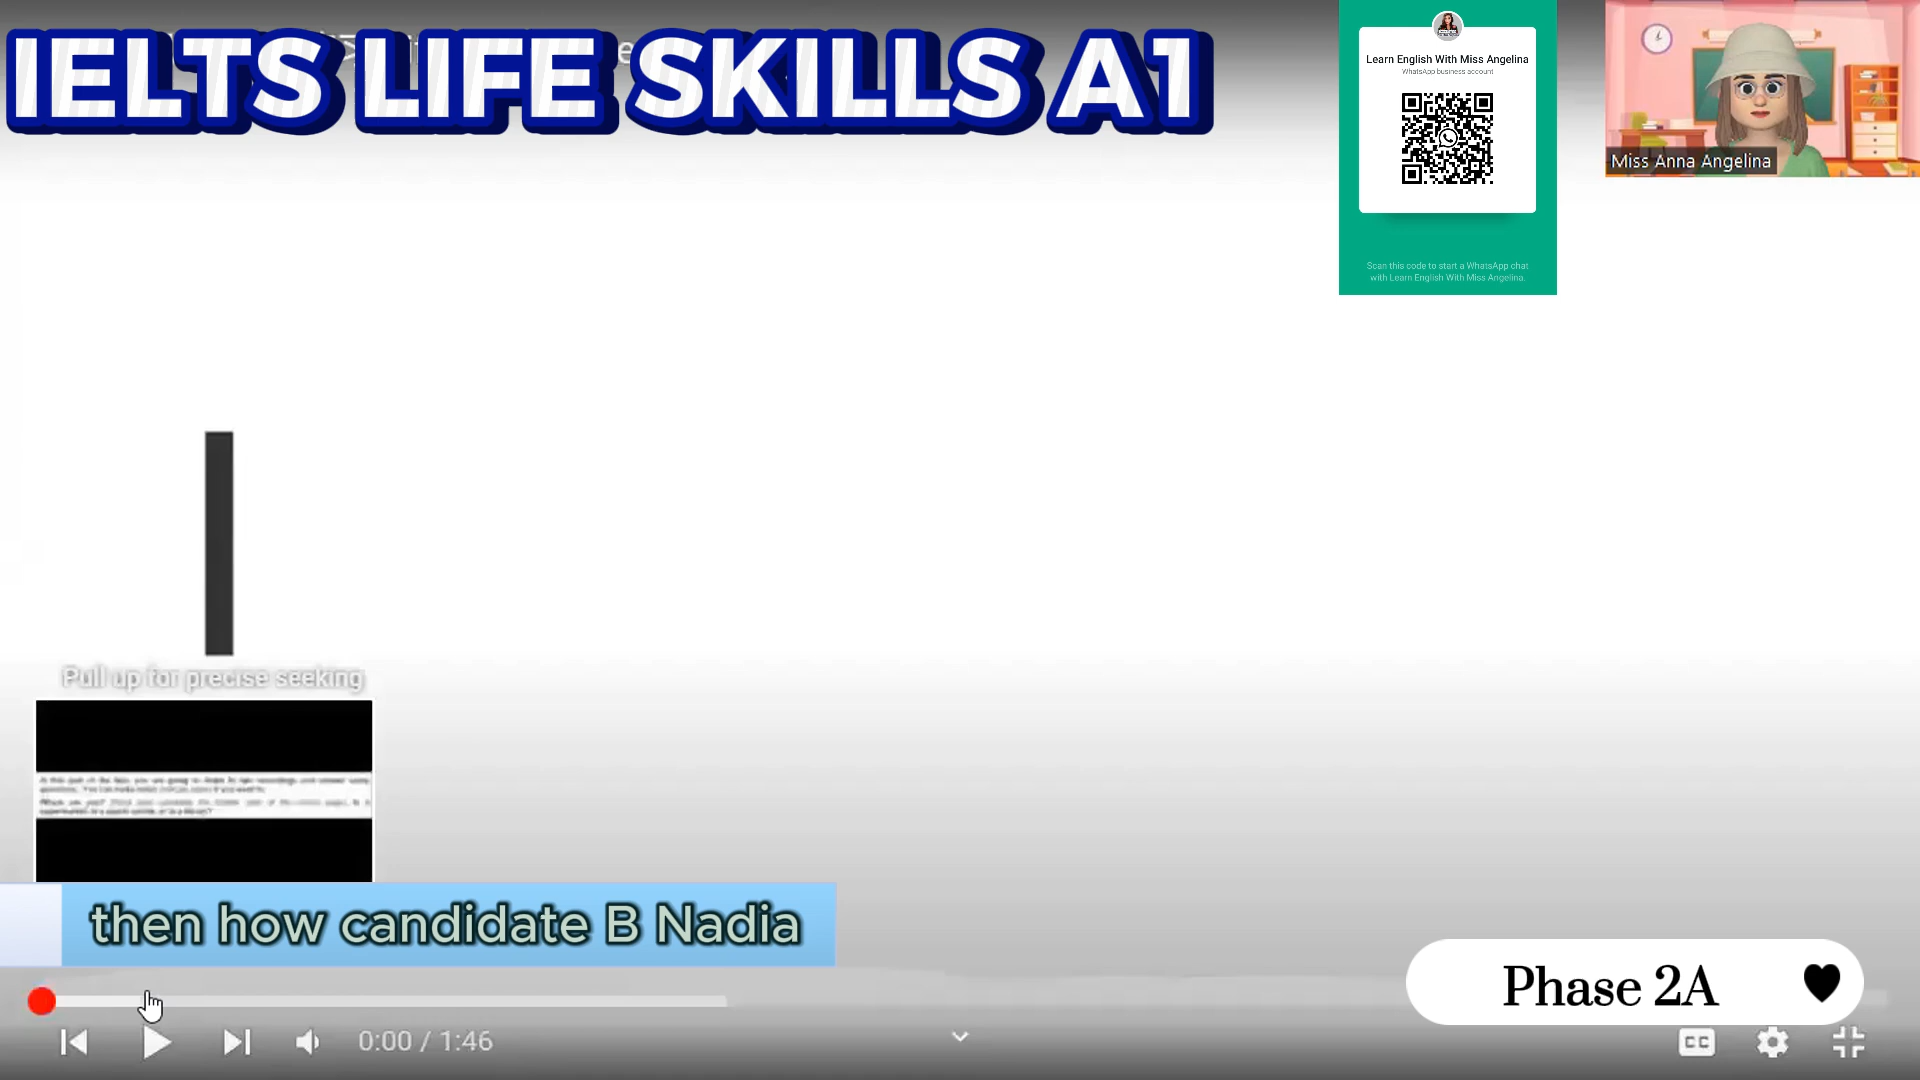 IELTS LIFE SKILLS A1
Learn English With Miss Angelina
WhatsApp business account
Scan this code to start a WhatsApp chat
with Learn English With Miss Angelina.
Miss Anna Angelina
Pull up for precise seeking
then how candidate B Nadia
Phase 2A
0:00 / 1:46
CC